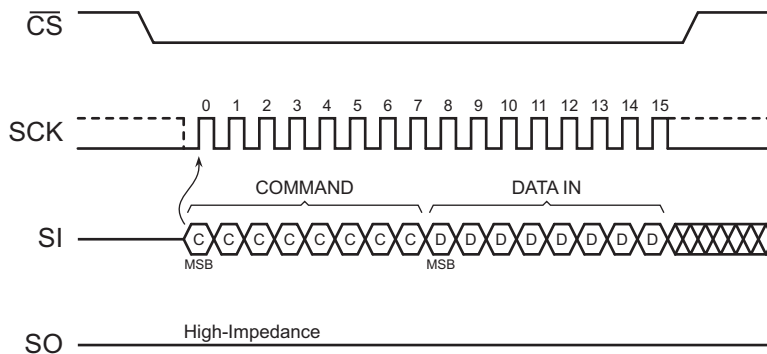 CS
SCK
0 1 2 3 4 5 6 7 8 9 10 11 12 13 14 15
COMMAND DATA IN
SI
C C C C C C C C D D D D D D D D
MSB MSB
SO
High-Impedance